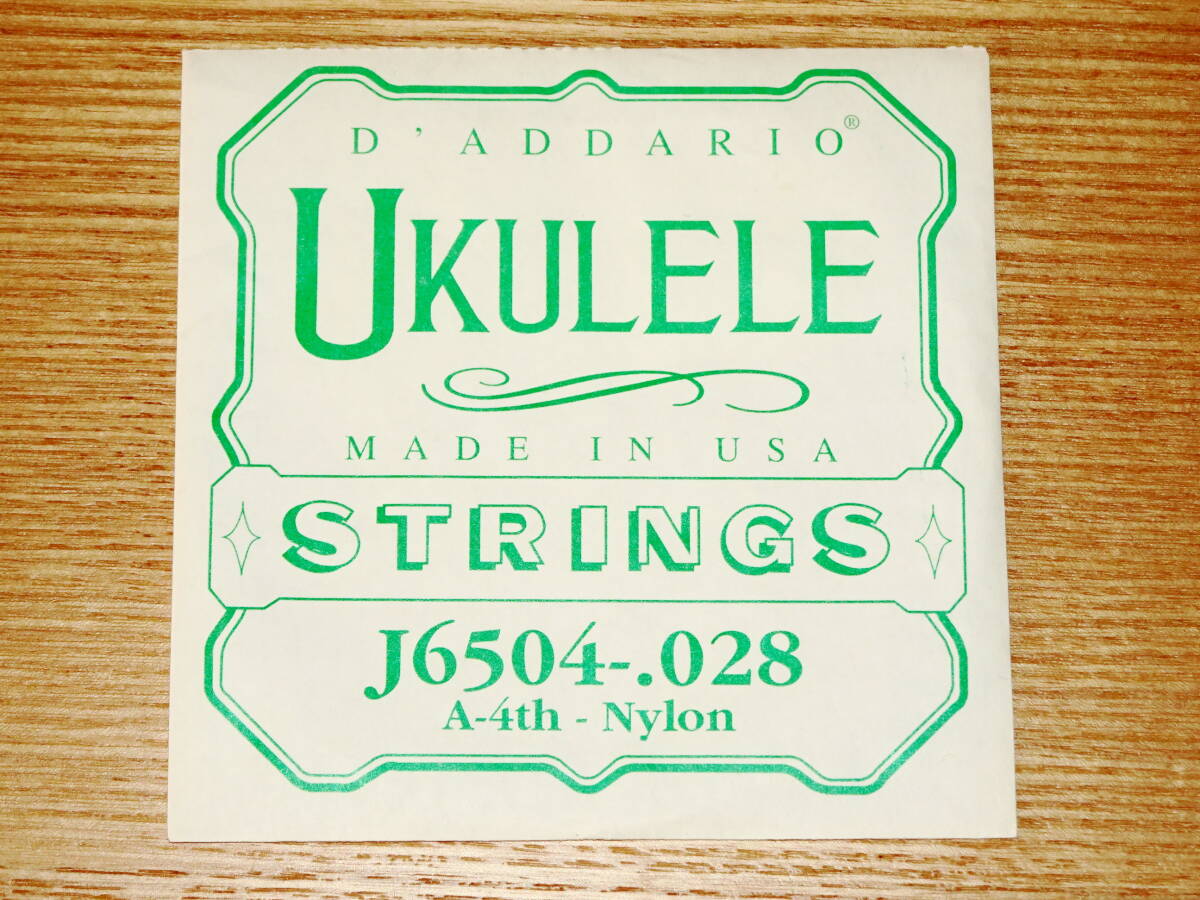 D'ADDARIO®
UKULELE
MADE IN USA
STRINGS
J6504-.028
A-4th - Nylon